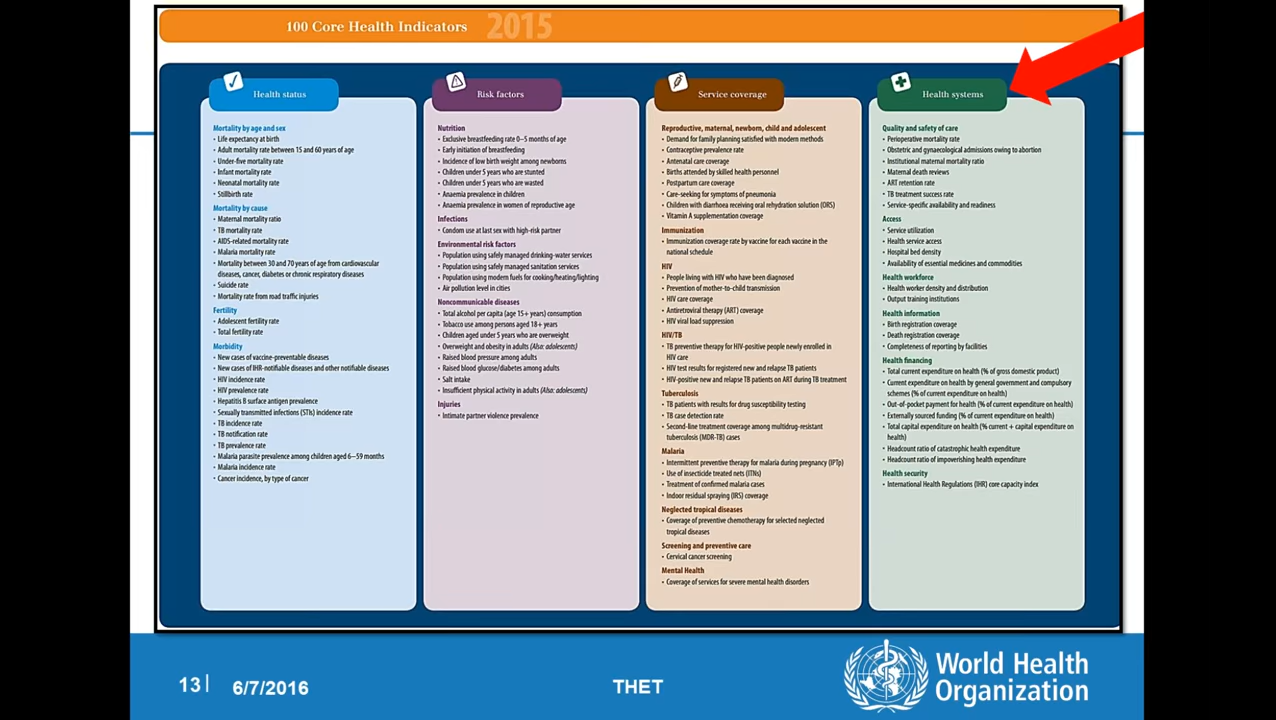 100 Core Health Indicators 2015
Health status
Mortality by age and sex
• Life expectancy at birth
• Adult mortality rate between 15 and 60 years of age
• Under-five mortality rate
• Infant mortality rate
• Neonatal mortality rate
• Stillbirth rate
Mortality by cause
• Maternal mortality ratio
• TB mortality rate
• AIDS-related mortality rate
• Malaria mortality rate
• Mortality between 30 and 70 years of age from cardiovascular
diseases, cancer, diabetes or chronic respiratory diseases
• Suicide rate
• Mortality rate from road traffic injuries
Fertility
• Adolescent fertility rate
• Total fertility rate
Morbidity
• New cases of vaccine-preventable diseases
• New cases of IHR-notifiable diseases and other notifiable diseases
• HIV incidence rate
• HIV prevalence rate
• Hepatitis B surface antigen prevalence
• Sexually transmitted infections (STIs) incidence rate
• TB incidence rate
• TB notification rate
• TB prevalence rate
• Malaria parasite prevalence among children aged 6–59 months
• Malaria incidence rate
• Cancer incidence, by type of cancer
Risk factors
Nutrition
• Exclusive breastfeeding rate 0–5 months of age
• Early initiation of breastfeeding
• Incidence of low birth weight among newborns
• Children under 5 years who are stunted
• Children under 5 years who are wasted
• Anaemia prevalence in children
• Anaemia prevalence in women of reproductive age
Infections
• Condom use at last sex with high-risk partner
Environmental risk factors
• Population using safely managed drinking-water services
• Population using safely managed sanitation services
• Population using modern fuels for cooking/heating/lighting
• Air pollution level in cities
Noncommunicable diseases
• Total alcohol per capita (age 15+ years) consumption
• Tobacco use among persons aged 18+ years
• Children aged under 5 years who are overweight
• Overweight and obesity in adults (Also: adolescents)
• Raised blood pressure among adults
• Raised blood glucose/diabetes among adults
• Salt intake
• Insufficient physical activity in adults (Also: adolescents)
Injuries
• Intimate partner violence prevalence
Service coverage
Reproductive, maternal, newborn, child and adolescent
• Demand for family planning satisfied with modern methods
• Contraceptive prevalence rate
• Antenatal care coverage
• Births attended by skilled health personnel
• Postpartum care coverage
• Care-seeking for symptoms of pneumonia
• Children with diarrhoea receiving oral rehydration solution (ORS)
• Vitamin A supplementation coverage
Immunization
• Immunization coverage rate by vaccine for each vaccine in the
national schedule
HIV
• People living with HIV who have been diagnosed
• Prevention of mother-to-child transmission
• HIV care coverage
• Antiretroviral therapy (ART) coverage
• HIV viral load suppression
HIV/TB
• TB preventive therapy for HIV-positive people newly enrolled in
HIV care
• HIV test results for registered new and relapse TB patients
• HIV-positive new and relapse TB patients on ART during TB treatment
Tuberculosis
• TB patients with results for drug susceptibility testing
• TB case detection rate
• Second-line treatment coverage among multidrug-resistant
tuberculosis (MDR-TB) cases
Malaria
• Intermittent preventive therapy for malaria during pregnancy (IPTp)
• Use of insecticide treated nets (ITNs)
• Treatment of confirmed malaria cases
• Indoor residual spraying (IRS) coverage
Neglected tropical diseases
• Coverage of preventive chemotherapy for selected neglected
tropical diseases
Screening and preventive care
• Cervical cancer screening
Mental Health
• Coverage of services for severe mental health disorders
Health systems
Quality and safety of care
• Perioperative mortality rate
• Obstetric and gynaecological admissions owing to abortion
• Institutional maternal mortality ratio
• Maternal death reviews
• ART retention rate
• TB treatment success rate
• Service-specific availability and readiness
Access
• Service utilization
• Health service access
• Hospital bed density
• Availability of essential medicines and commodities
Health workforce
• Health worker density and distribution
• Output training institutions
Health information
• Birth registration coverage
• Death registration coverage
• Completeness of reporting by facilities
Health financing
• Total current expenditure on health (% of gross domestic product)
• Current expenditure on health by general government and compulsory
schemes (% of current expenditure on health)
• Out-of-pocket payment for health (% of current expenditure on health)
• Externally sourced funding (% of current expenditure on health)
• Total capital expenditure on health (% current + capital expenditure on
health)
• Headcount ratio of catastrophic health expenditure
• Headcount ratio of impoverishing health expenditure
Health security
• International Health Regulations (IHR) core capacity index
13 | 6/7/2016
THET
World Health
Organization